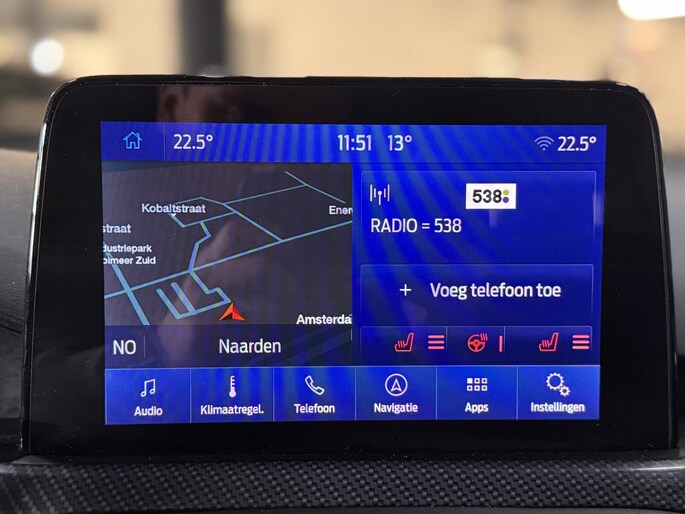 22.5° 11:51 13° 22.5°
Kobaltstraat
Ener
straat
dustriepark
oimeer Zuid
Amsterda
NO Naarden
538
RADIO = 538
+ Voeg telefoon toe
Audio Klimaatregel. Telefoon Navigatie Apps Instellingen